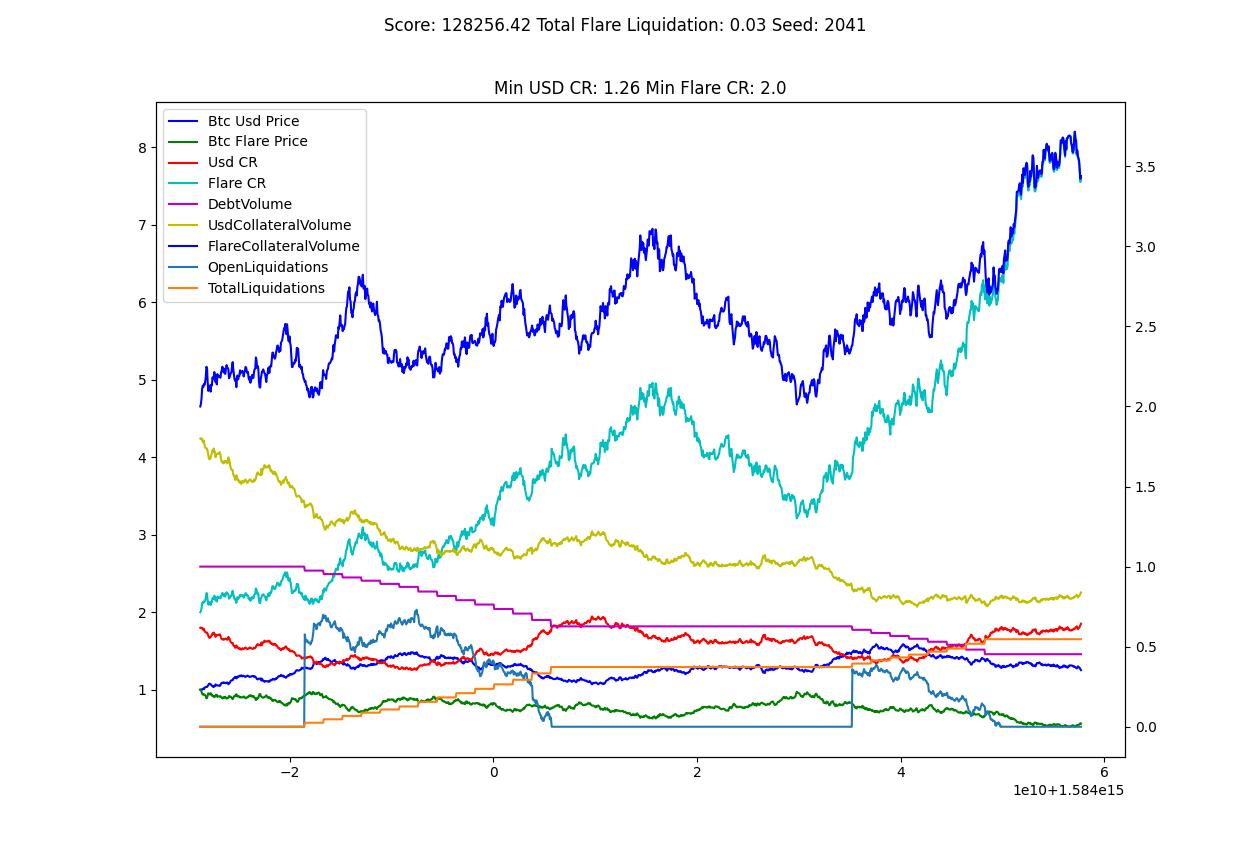 Score: 128256.42 Total Flare Liquidation: 0.03 Seed: 2041
Min USD CR: 1.26 Min Flare CR: 2.0
Btc Usd Price
Btc Flare Price
Usd CR
Flare CR
DebtVolume
UsdCollateralVolume
FlareCollateralVolume
OpenLiquidations
TotalLiquidations
8
7
6
5
4
3
2
1
3.5
3.0
2.5
2.0
1.5
1.0
0.5
0.0
−2 0 2 4 6
1e10+1.584e15